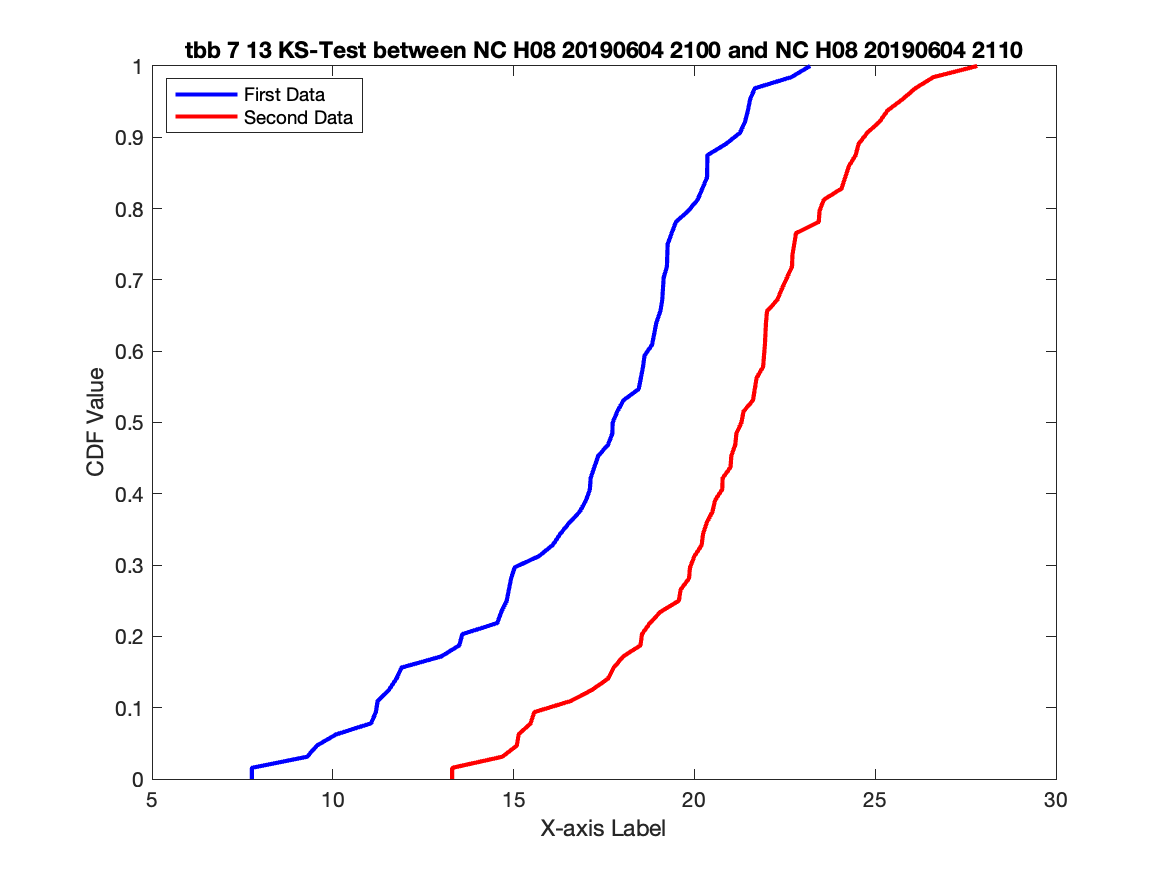 tbb 7 13 KS-Test between NC H08 20190604 2100 and NC H08 20190604 2110
First Data
Second Data
1
0.9
0.8
0.7
0.6
0.5
0.4
0.3
0.2
0.1
0
CDF Value
5 10 15 20 25 30
X-axis Label